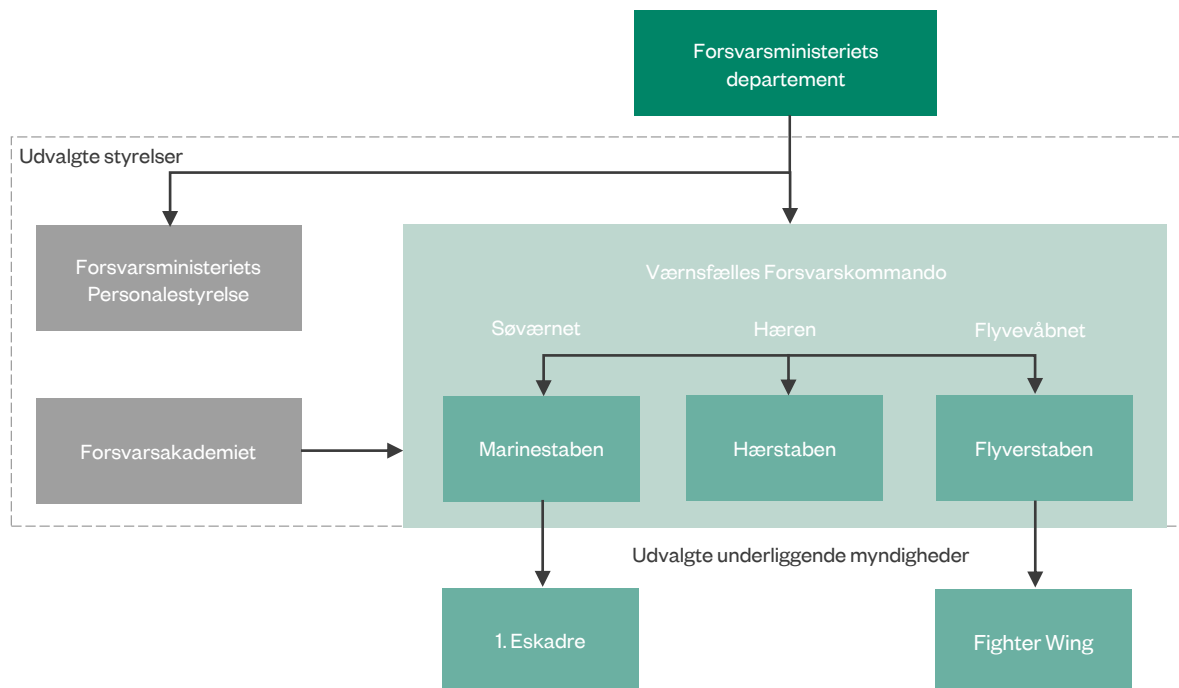 Forsvarsministeriets
departement
Udvalgte styrelser
Forsvarsministeriets
Personalestyrelse
Værnsfælles Forsvarskommando
Søværnet
Hæren
Flyvevåbnet
Forsvarsakademiet
Marinestaben
Hærstaben
Flyverstaben
Udvalgte underliggende myndigheder
1. Eskadre
Fighter Wing